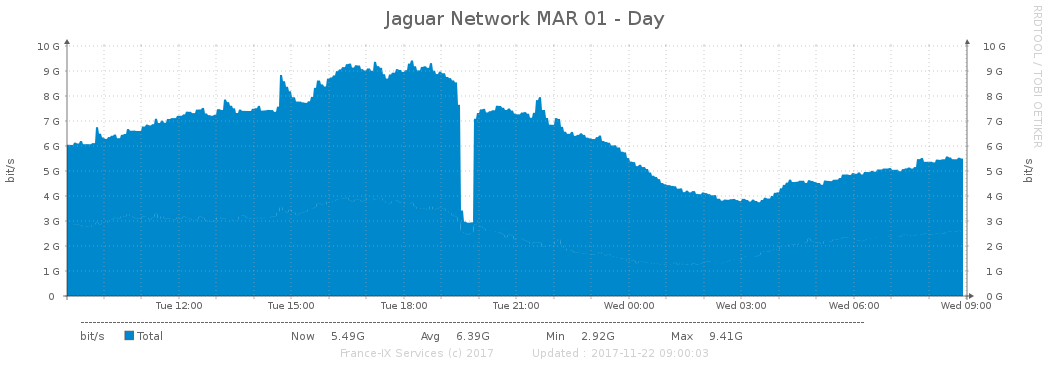 Jaguar Network MAR 01 - Day
RRDTOOL / TOBI OETIKER
bit/s
10 G
9 G
8 G
7 G
6 G
5 G
4 G
3 G
2 G
1 G
0
10 G
9 G
8 G
7 G
6 G
5 G
4 G
3 G
2 G
1 G
0 G
bit/s
Tue 12:00 Tue 15:00 Tue 18:00 Tue 21:00 Wed 00:00 Wed 03:00 Wed 06:00 Wed 09:00
bit/s Total Now 5.49G Avg 6.39G Min 2.92G Max 9.41G
France-IX Services (c) 2017 Updated : 2017-11-22 09:00:03